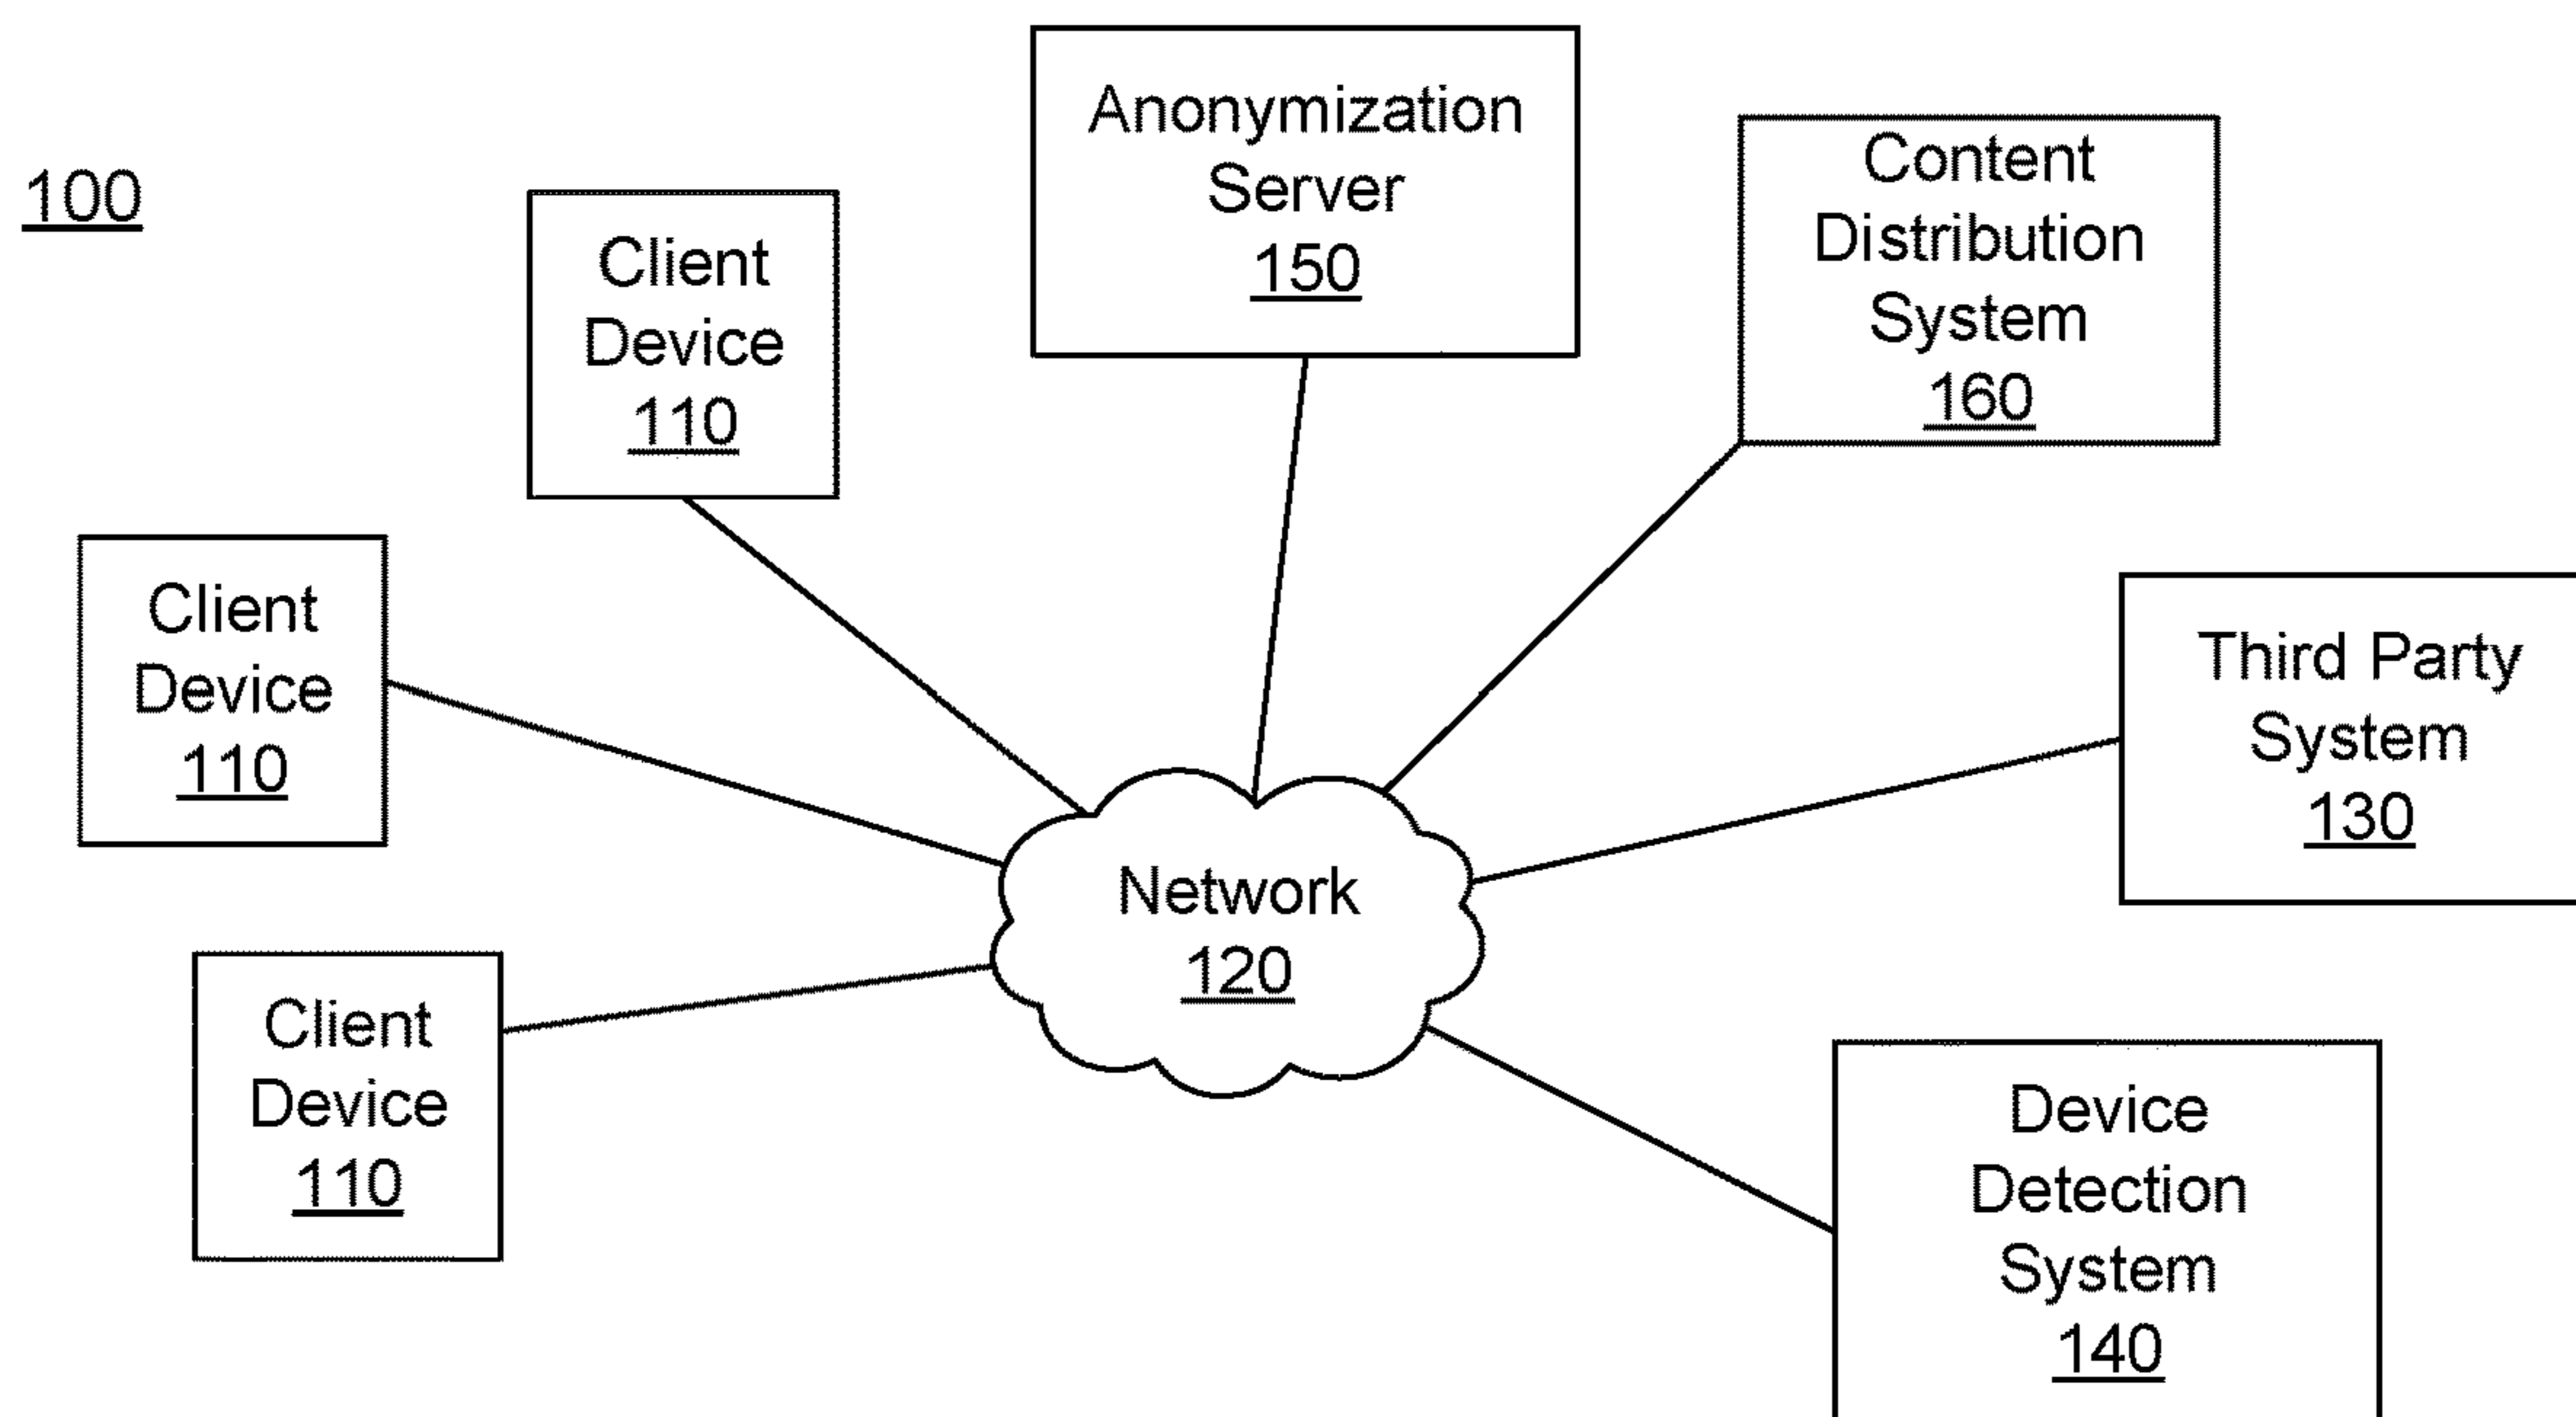 100
Client
Device
110
Anonymization
Server
150
Content
Distribution
System
160
Client
Device
110
Third Party
System
130
Network
120
Client
Device
110
Device
Detection
System
140